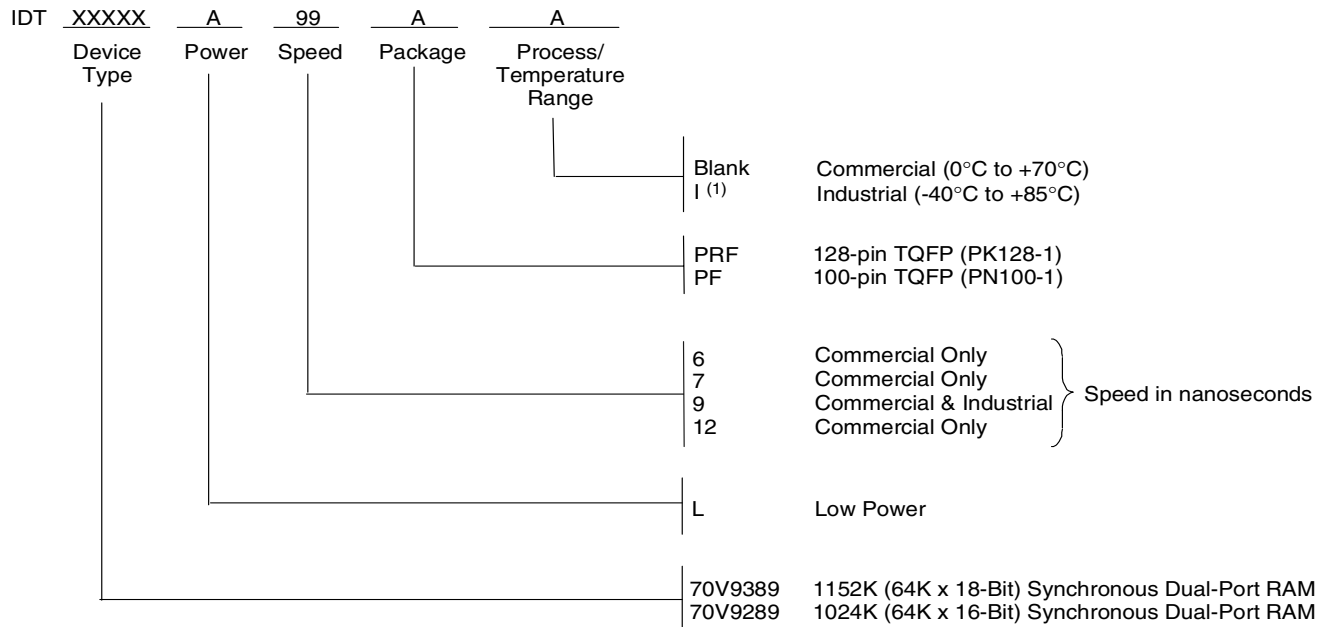 IDT XXXXX A 99 A A
Device Type Power Speed Package Process/ Temperature Range
Blank Commercial (0°C to +70°C)
I (1) Industrial (-40°C to +85°C)
PRF 128-pin TQFP (PK128-1)
PF 100-pin TQFP (PN100-1)
6 Commercial Only
7 Commercial Only
9 Commercial & Industrial
12 Commercial Only
Speed in nanoseconds
L Low Power
70V9389 1152K (64K x 18-Bit) Synchronous Dual-Port RAM
70V9289 1024K (64K x 16-Bit) Synchronous Dual-Port RAM